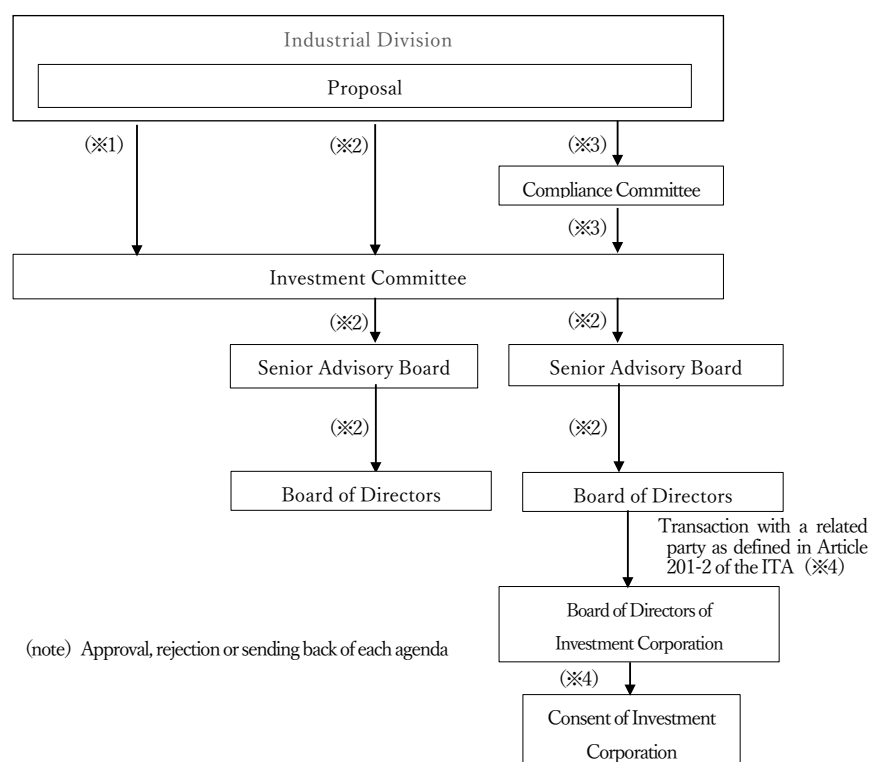 Industrial Division
Proposal
(※1)
(※2)
(※3)
Compliance Committee
(※3)
Investment Committee
(※2)
(※2)
Senior Advisory Board
Senior Advisory Board
(※2)
(※2)
Board of Directors
Board of Directors
Transaction with a related
party as defined in Article
201-2 of the ITA (※4)
Board of Directors of
Investment Corporation
(note) Approval, rejection or sending back of each agenda
(※4)
Consent of Investment
Corporation